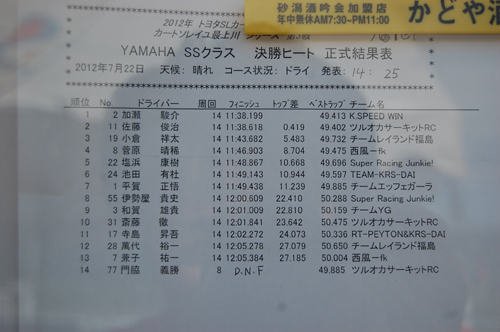 砂潟酒吟会加盟店
年中無休AM7:30~PM11:00
かどや酒
2012年 トヨタSLカー
カートソレイユ最上川 シリーズ 第3戦
YAMAHA SSクラス 決勝ヒート 正式結果表
2012年7月22日 天候: 晴れ コース状況: ドライ 発表: 14: 25
順位 No ドライバー 周回 フィニッシュ トップ差 ベストラップ チーム名
1 2 加瀬 駿介 14 11:38.199 49.413 K.SPEED WIN
2 11 佐藤 俊治 14 11:38.618 0.419 49.402 ツルオカサーキットRC
3 19 小倉 祥太 14 11:43.682 5.483 49.732 チームレイランド福島
4 8 菅原 晴稀 14 11:46.903 8.704 49.475 西風ーfk
5 22 塩浜 康樹 14 11:48.867 10.668 49.696 Super Racing Junkie!
6 24 池田 有杜 14 11:49.143 10.944 49.597 TEAM-KRS-DAI
7 1 平賀 正悟 14 11:49.438 11.239 49.885 チームエッフェガーラ
8 55 伊勢屋 貴史 14 12:00.609 22.410 50.288 Super Racing Junkie!
9 3 和賀 雄貴 14 12:01.009 22.810 50.159 チームYG
10 31 斎藤 徹 14 12:01.841 23.642 50.475 ツルオカサーキットRC
11 17 寺島 昇吾 14 12:02.272 24.073 50.336 RT-PEYTON&KRS-DAI
12 28 萬代 裕一 14 12:05.278 27.079 50.650 チームレイランド福島
13 7 兼子 祐一 14 12:05.384 27.185 50.004 西風ーfk
14 77 門脇 義勝 8 D.N.F 49.885 ツルオカサーキットRC